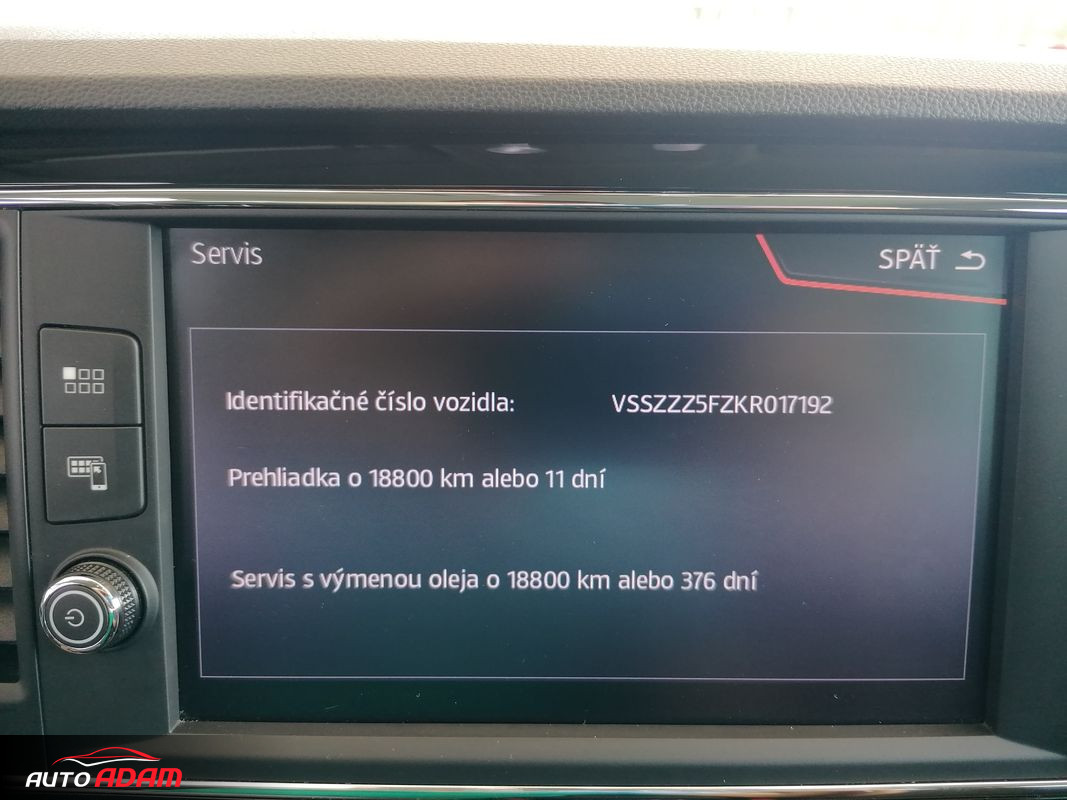 Servis
SPÄŤ
Identifikačné číslo vozidla: VSSZZZ5FZKR017192
Prehliadka o 18800 km alebo 11 dní
Servis s výmenou oleja o 18800 km alebo 376 dní
AUTO ADAM